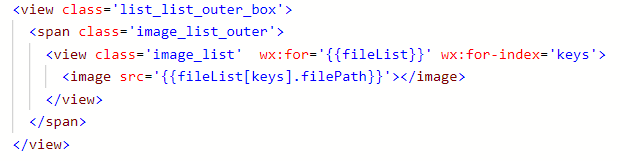 <view class='list_list_outer_box'>
<span class='image_list_outer'>
<view class='image_list'  wx:for='{{fileList}}' wx:for-index='keys'>
<image src='{{fileList[keys].filePath}}'></image>
</view>
</span>
</view>